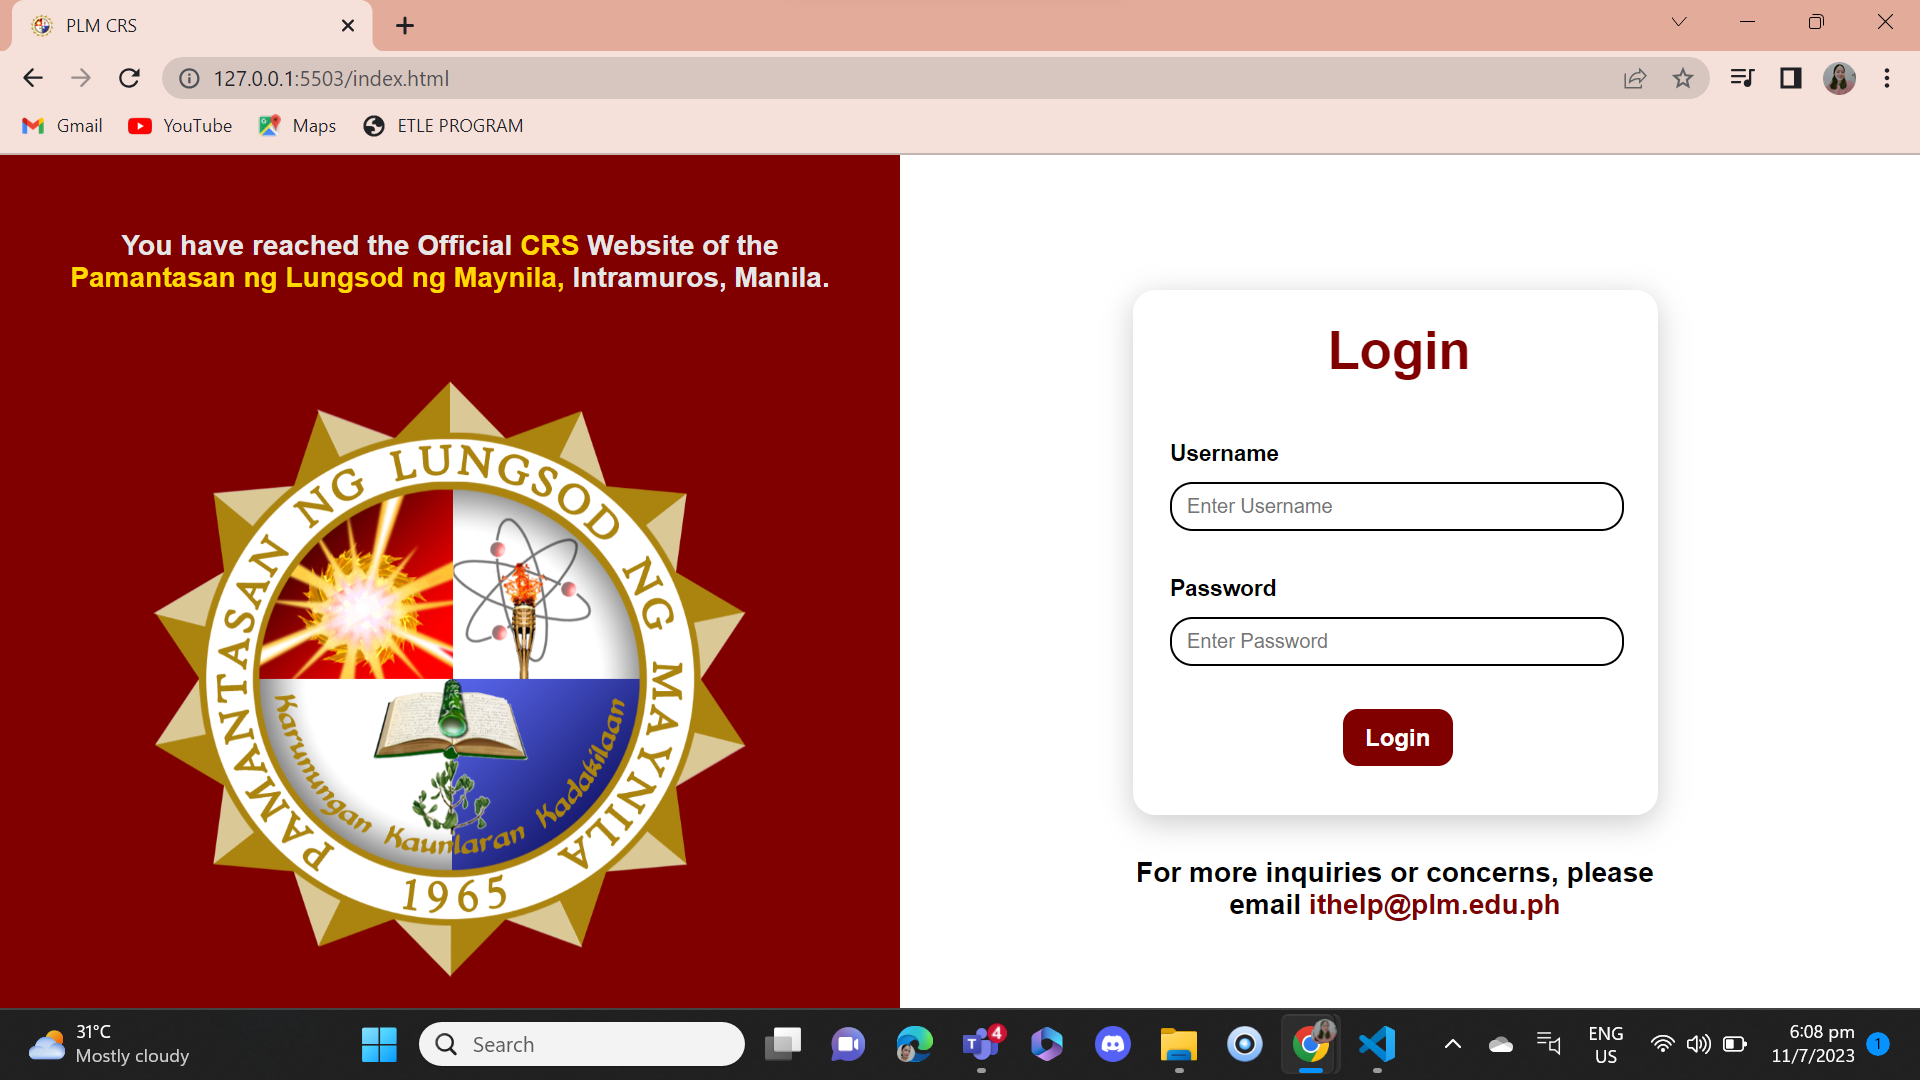 PLM CRS
127.0.0.1:5503/index.html
Gmail
YouTube
Maps
ETLE PROGRAM
You have reached the Official CRS Website of the
Pamantasan ng Lungsod ng Maynila, Intramuros, Manila.
PAMANTASAN NG LUNGSOD NG MAYNILA
Karunungan Kaunlaran Kadakilaan
1965
Login
Username
Enter Username
Password
Enter Password
Login
For more inquiries or concerns, please
email ithelp@plm.edu.ph
31°C
Mostly cloudy
Search
4
ENG
US
6:08 pm
11/7/2023
1